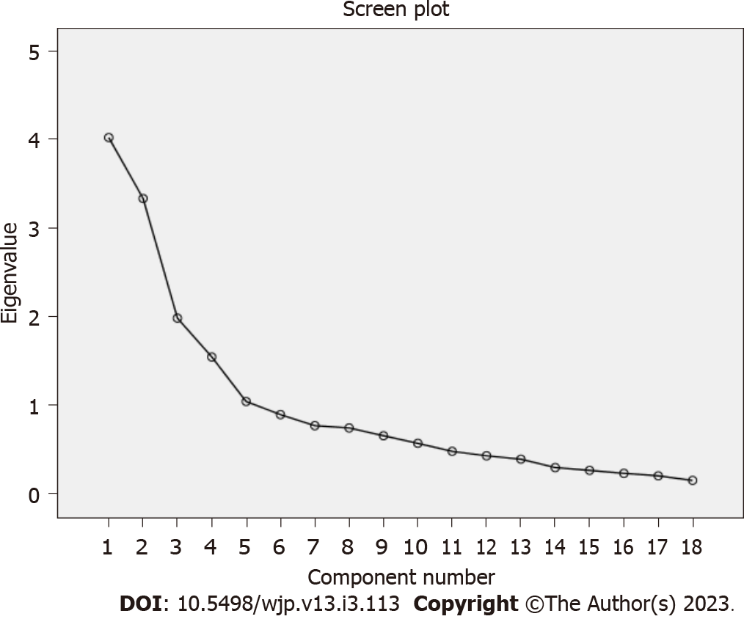 Screen plot
5
4
3
2
1
0
Eigenvalue
1 2 3 4 5 6 7 8 9 10 11 12 13 14 15 16 17 18
Component number
DOI: 10.5498/wjp.v13.i3.113 Copyright ©The Author(s) 2023.